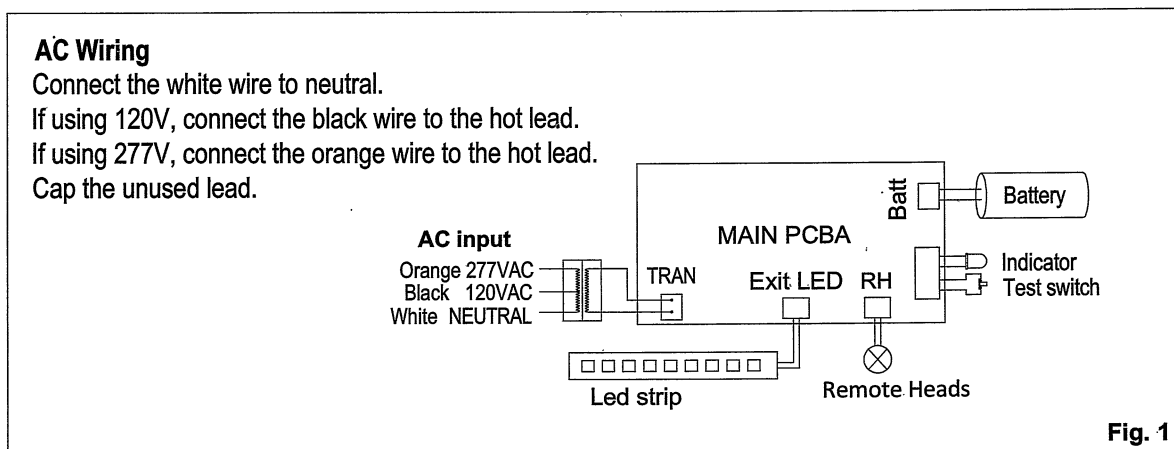 AC Wiring
Connect the white wire to neutral.
If using 120V, connect the black wire to the hot lead.
If using 277V, connect the orange wire to the hot lead.
Cap the unused lead.
AC input
Orange 277VAC
Black 120VAC
White NEUTRAL
TRAN
MAIN PCBA
Exit LED
RH
Batt
Battery
Indicator
Test switch
Led strip
Remote Heads
Fig. 1